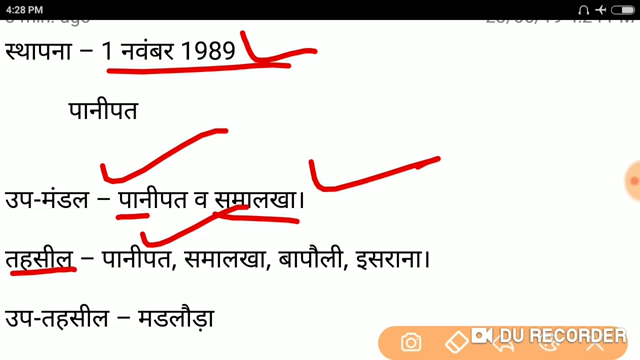 4:28 PM
स्थापना – 1 नवंबर 1989
पानीपत
उप-मंडल – पानीपत व समालखा।
तहसील – पानीपत, समालखा, बापौली, इसराना।
उप-तहसील – मडलौड़ा
DU RECORDER